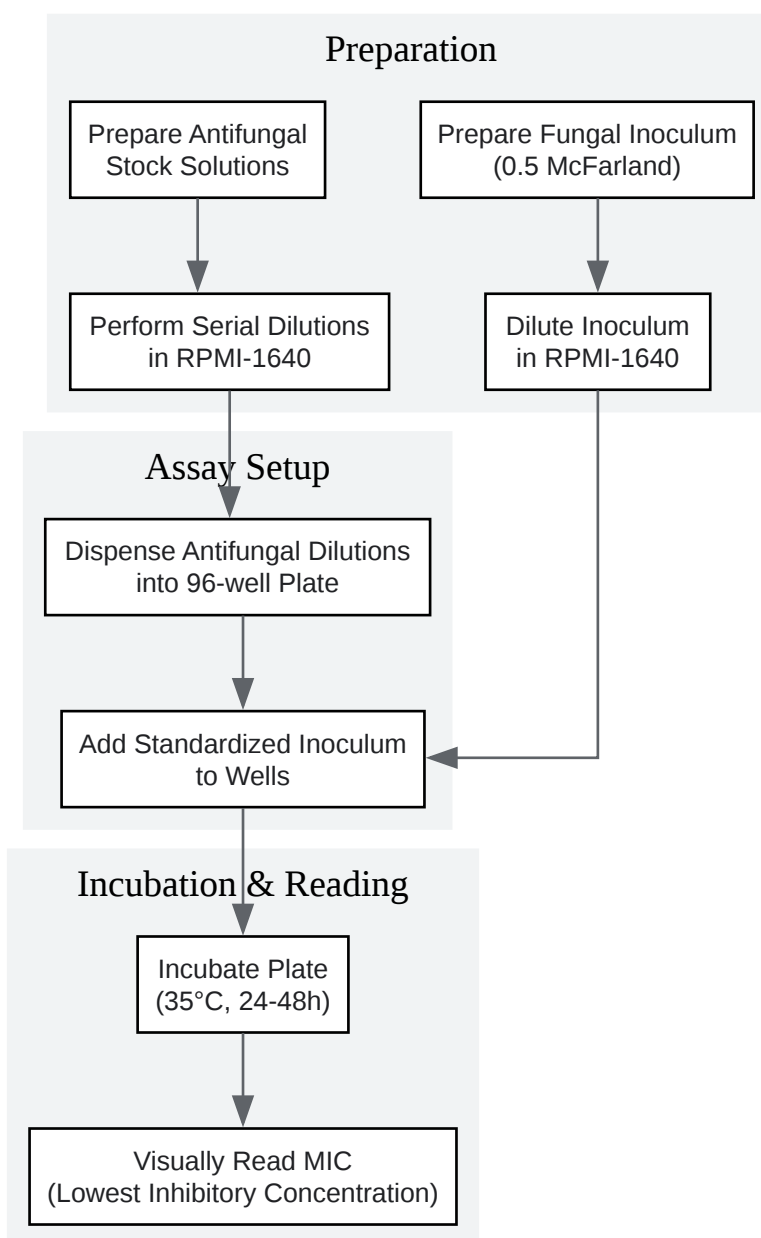 Preparation
Prepare Antifungal
Stock Solutions
Prepare Fungal Inoculum
(0.5 McFarland)
Perform Serial Dilutions
in RPMI-1640
Dilute Inoculum
in RPMI-1640
Assay Setup
Dispense Antifungal Dilutions
into 96-well Plate
Add Standardized Inoculum
to Wells
Incubation & Reading
Incubate Plate
(35°C, 24-48h)
Visually Read MIC
(Lowest Inhibitory Concentration)